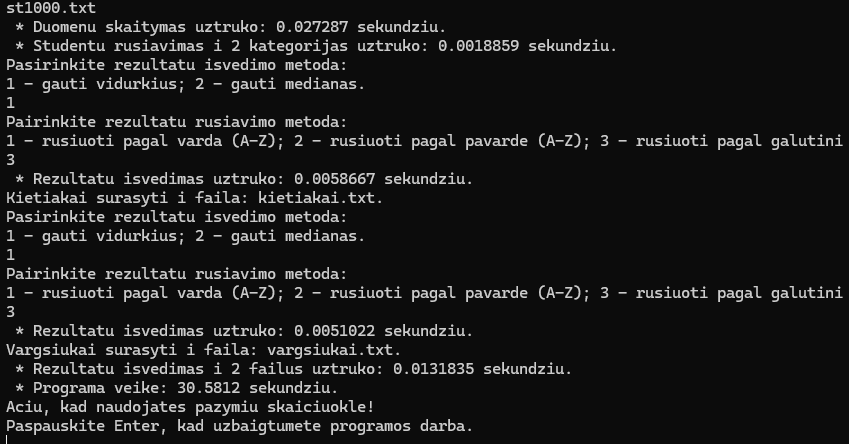 st1000.txt
* Duomenu skaitymas uztruko: 0.027287 sekundziu.
* Studentu rusiavimas i 2 kategorijas uztruko: 0.0018859 sekundziu.
Pasirinkite rezultatu isvedimo metoda:
1 - gauti vidurkius; 2 - gauti medianas.
1
Pairinkite rezultatu rusiavimo metoda:
1 - rusiuoti pagal varda (A-Z); 2 - rusiuoti pagal pavarde (A-Z); 3 - rusiuoti pagal galutini
3
* Rezultatu isvedimas uztruko: 0.0058667 sekundziu.
Kietiakai surasyti i faila: kietiakai.txt.
Pasirinkite rezultatu isvedimo metoda:
1 - gauti vidurkius; 2 - gauti medianas.
1
Pairinkite rezultatu rusiavimo metoda:
1 - rusiuoti pagal varda (A-Z); 2 - rusiuoti pagal pavarde (A-Z); 3 - rusiuoti pagal galutini
3
* Rezultatu isvedimas uztruko: 0.0051022 sekundziu.
Vargsiukai surasyti i faila: vargsiukai.txt.
* Rezultatu isvedimas i 2 failus uztruko: 0.0131835 sekundziu.
* Programa veike: 30.5812 sekundziu.
Aciu, kad naudojates pazymiu skaiciuokle!
Paspauskite Enter, kad uzbaigtumete programos darba.